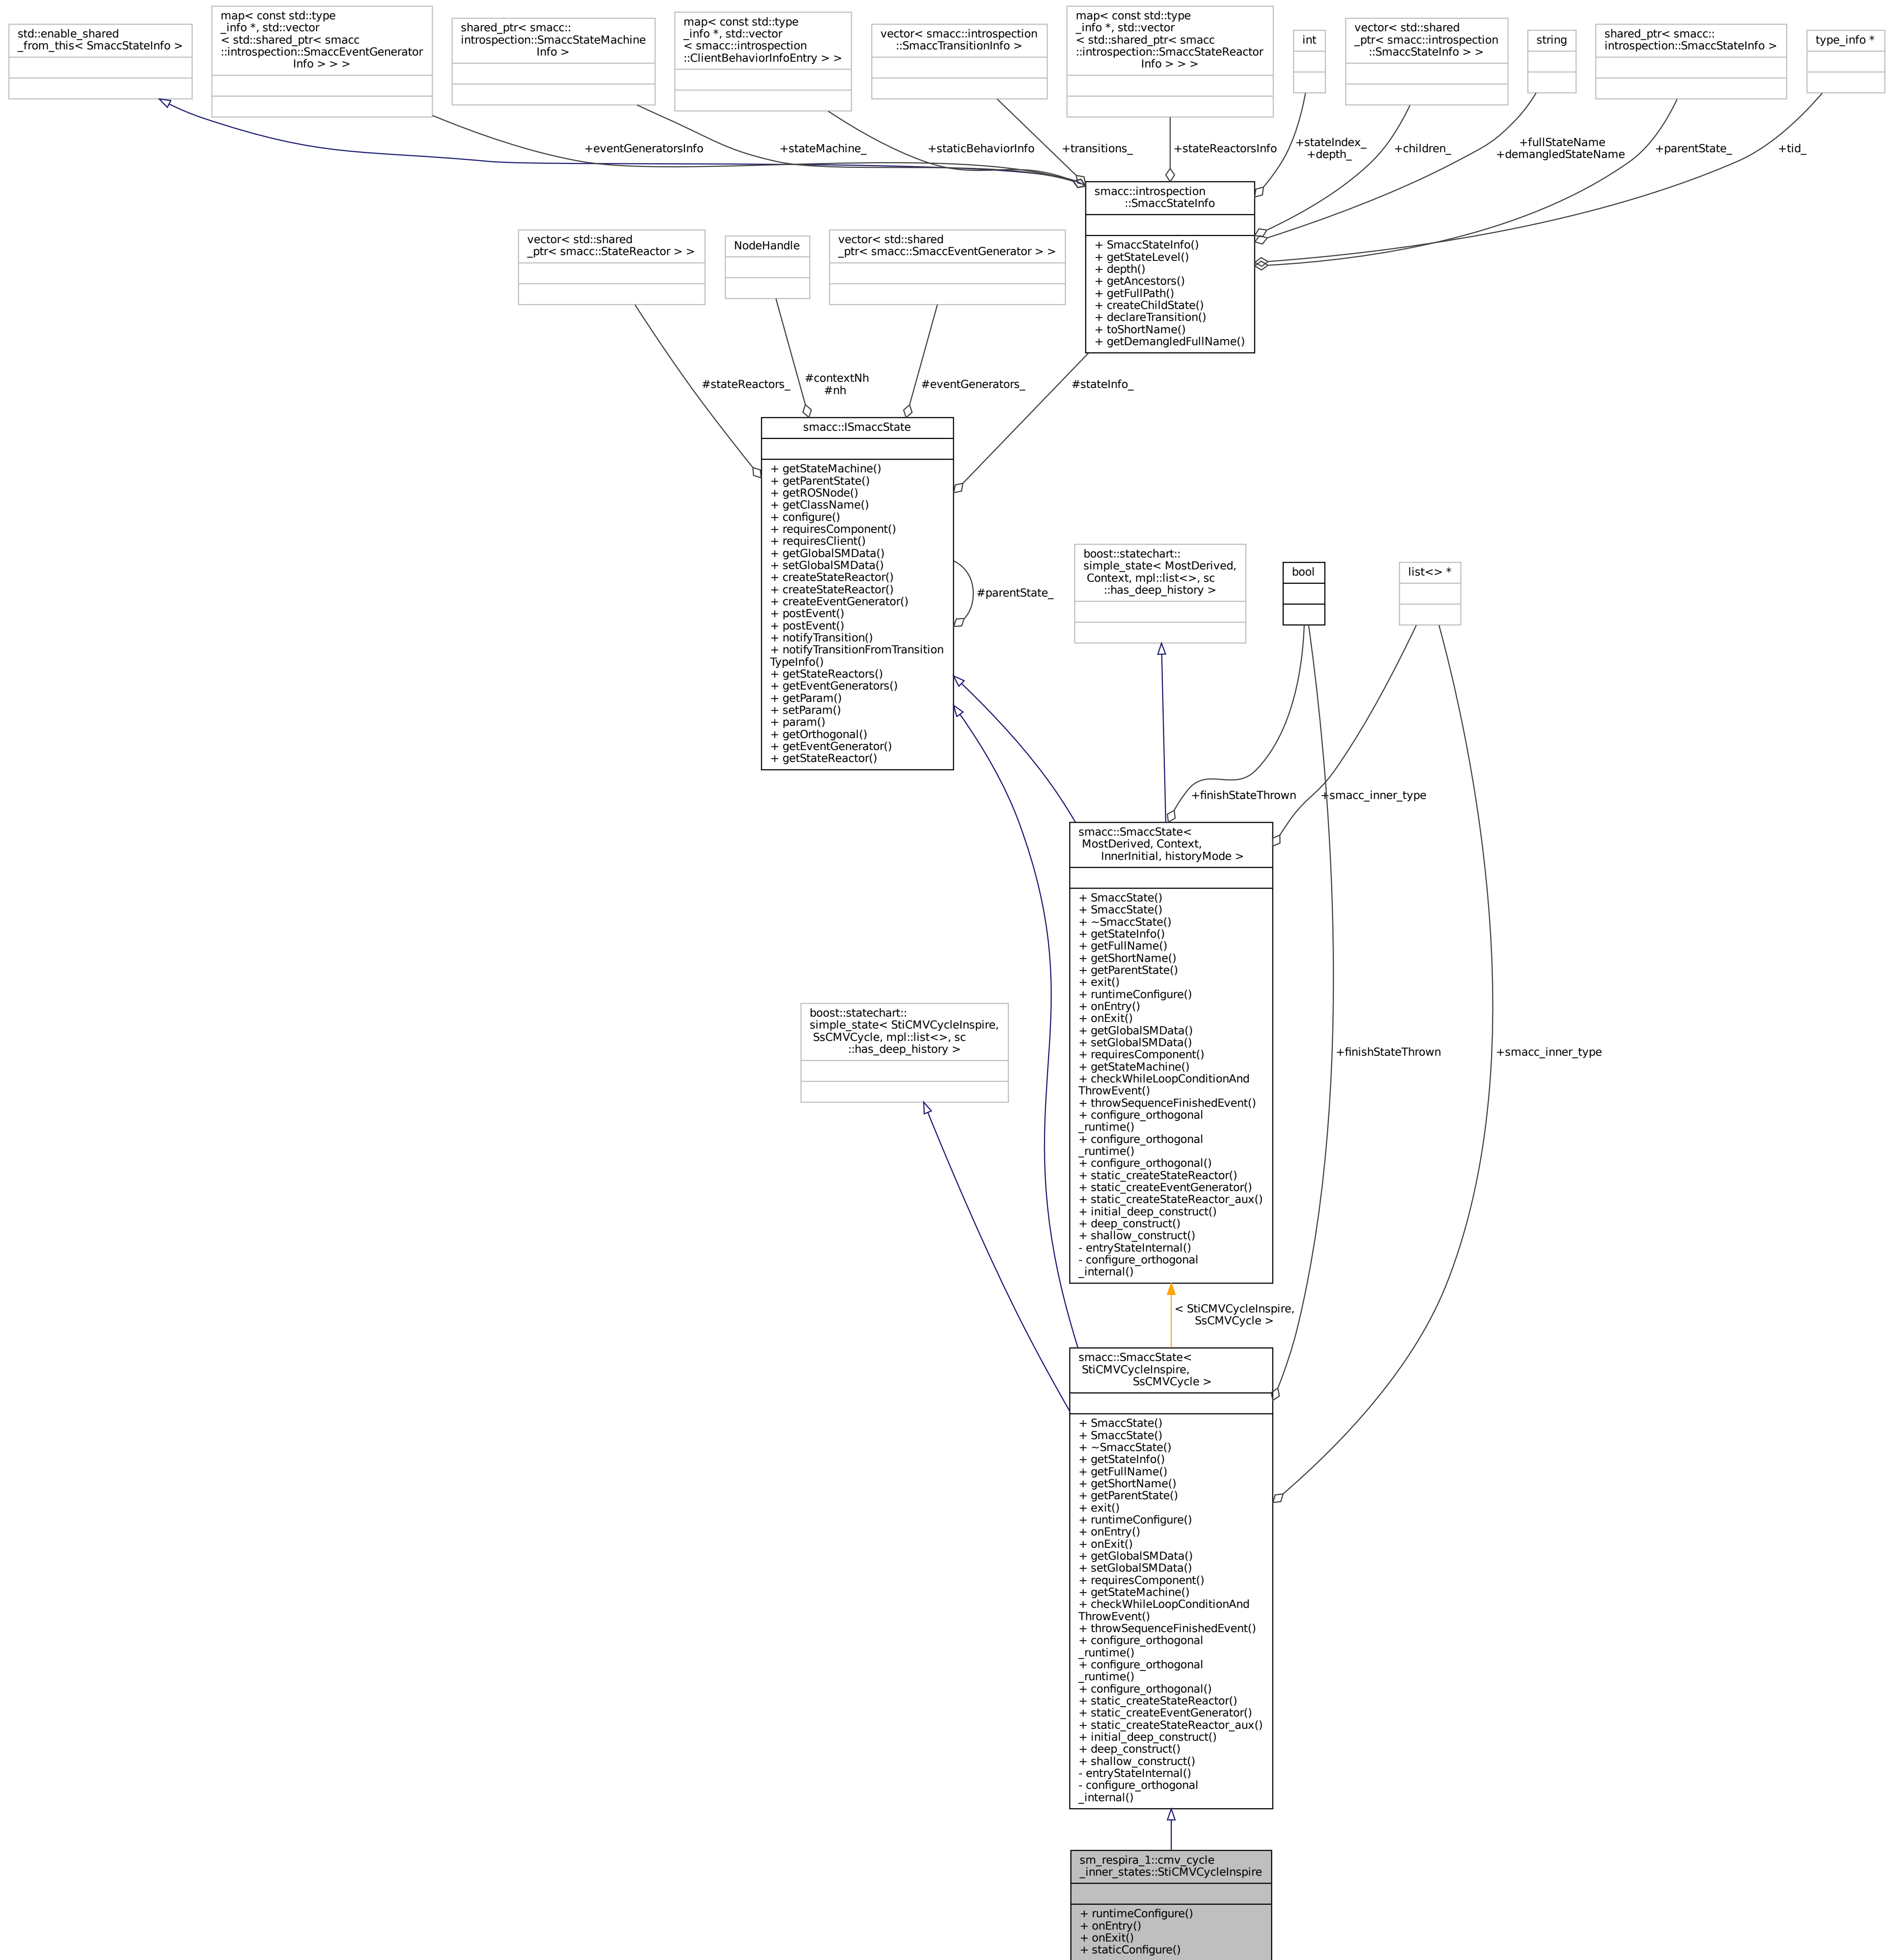 std::enable_shared
_from_this< SmaccStateInfo >
map< const std::type
_info *, std::vector
< std::shared_ptr< smacc
::introspection::SmaccEventGenerator
Info > > >
shared_ptr< smacc::
introspection::SmaccStateMachine
Info >
map< const std::type
_info *, std::vector
< smacc::introspection
::ClientBehaviorInfoEntry > >
vector< smacc::introspection
::SmaccTransitionInfo >
map< const std::type
_info *, std::vector
< std::shared_ptr< smacc
::introspection::SmaccStateReactor
Info > > >
int
vector< std::shared
_ptr< smacc::introspection
::SmaccStateInfo > >
string
shared_ptr< smacc::
introspection::SmaccStateInfo >
type_info *
+eventGeneratorsInfo
+stateMachine_
+staticBehaviorInfo
+transitions_
+stateReactorsInfo
+stateIndex_
+depth_
+children_
+fullStateName
+demangledStateName
+parentState_
+tid_
smacc::introspection
::SmaccStateInfo
+ SmaccStateInfo()
+ getStateLevel()
+ depth()
+ getAncestors()
+ getFullPath()
+ createChildState()
+ declareTransition()
+ toShortName()
+ getDemangledFullName()
vector< std::shared
_ptr< smacc::StateReactor > >
NodeHandle
vector< std::shared
_ptr< smacc::SmaccEventGenerator > >
#stateReactors_
#contextNh
#nh
#eventGenerators_
#stateInfo_
smacc::ISmaccState
+ getStateMachine()
+ getParentState()
+ getROSNode()
+ getClassName()
+ configure()
+ requiresComponent()
+ requiresClient()
+ getGlobalSMData()
+ setGlobalSMData()
+ createStateReactor()
+ createStateReactor()
+ createEventGenerator()
+ postEvent()
+ postEvent()
+ notifyTransition()
+ notifyTransitionFromTransition
TypeInfo()
+ getStateReactors()
+ getEventGenerators()
+ getParam()
+ setParam()
+ param()
+ getOrthogonal()
+ getEventGenerator()
+ getStateReactor()
#parentState_
boost::statechart::
simple_state< MostDerived,
Context, mpl::list<>, sc
::has_deep_history >
bool
list<> *
+finishStateThrown
+smacc_inner_type
smacc::SmaccState<
MostDerived, Context,
InnerInitial, historyMode >
+ SmaccState()
+ SmaccState()
+ ~SmaccState()
+ getStateInfo()
+ getFullName()
+ getShortName()
+ getParentState()
+ exit()
+ runtimeConfigure()
+ onEntry()
+ onExit()
+ getGlobalSMData()
+ setGlobalSMData()
+ requiresComponent()
+ getStateMachine()
+ checkWhileLoopConditionAnd
ThrowEvent()
+ throwSequenceFinishedEvent()
+ configure_orthogonal
_runtime()
+ configure_orthogonal
_runtime()
+ configure_orthogonal()
+ static_createStateReactor()
+ static_createEventGenerator()
+ static_createStateReactor_aux()
+ initial_deep_construct()
+ deep_construct()
+ shallow_construct()
- entryStateInternal()
- configure_orthogonal
_internal()
boost::statechart::
simple_state< StiCMVCycleInspire,
SsCMVCycle, mpl::list<>, sc
::has_deep_history >
+finishStateThrown
+smacc_inner_type
< StiCMVCycleInspire,
SsCMVCycle >
smacc::SmaccState<
StiCMVCycleInspire,
SsCMVCycle >
+ SmaccState()
+ SmaccState()
+ ~SmaccState()
+ getStateInfo()
+ getFullName()
+ getShortName()
+ getParentState()
+ exit()
+ runtimeConfigure()
+ onEntry()
+ onExit()
+ getGlobalSMData()
+ setGlobalSMData()
+ requiresComponent()
+ getStateMachine()
+ checkWhileLoopConditionAnd
ThrowEvent()
+ throwSequenceFinishedEvent()
+ configure_orthogonal
_runtime()
+ configure_orthogonal
_runtime()
+ configure_orthogonal()
+ static_createStateReactor()
+ static_createEventGenerator()
+ static_createStateReactor_aux()
+ initial_deep_construct()
+ deep_construct()
+ shallow_construct()
- entryStateInternal()
- configure_orthogonal
_internal()
sm_respira_1::cmv_cycle
_inner_states::StiCMVCycleInspire
+ runtimeConfigure()
+ onEntry()
+ onExit()
+ staticConfigure()